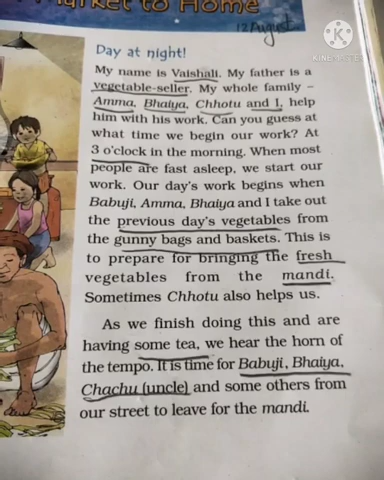 Market to Home
12 August
KINEMASTER
Day at night!
My name is Vaishali. My father is a
vegetable-seller. My whole family –
Amma, Bhaiya, Chhotu and I, help
him with his work. Can you guess at
what time we begin our work? At
3 o'clock in the morning. When most
people are fast asleep, we start our
work. Our day's work begins when
Babuji, Amma, Bhaiya and I take out
the previous day's vegetables from
the gunny bags and baskets. This is
to prepare for bringing the fresh
vegetables from the mandi.
Sometimes Chhotu also helps us.
As we finish doing this and are
having some tea, we hear the horn of
the tempo. It is time for Babuji, Bhaiya,
Chachu (uncle) and some others from
our street to leave for the mandi.